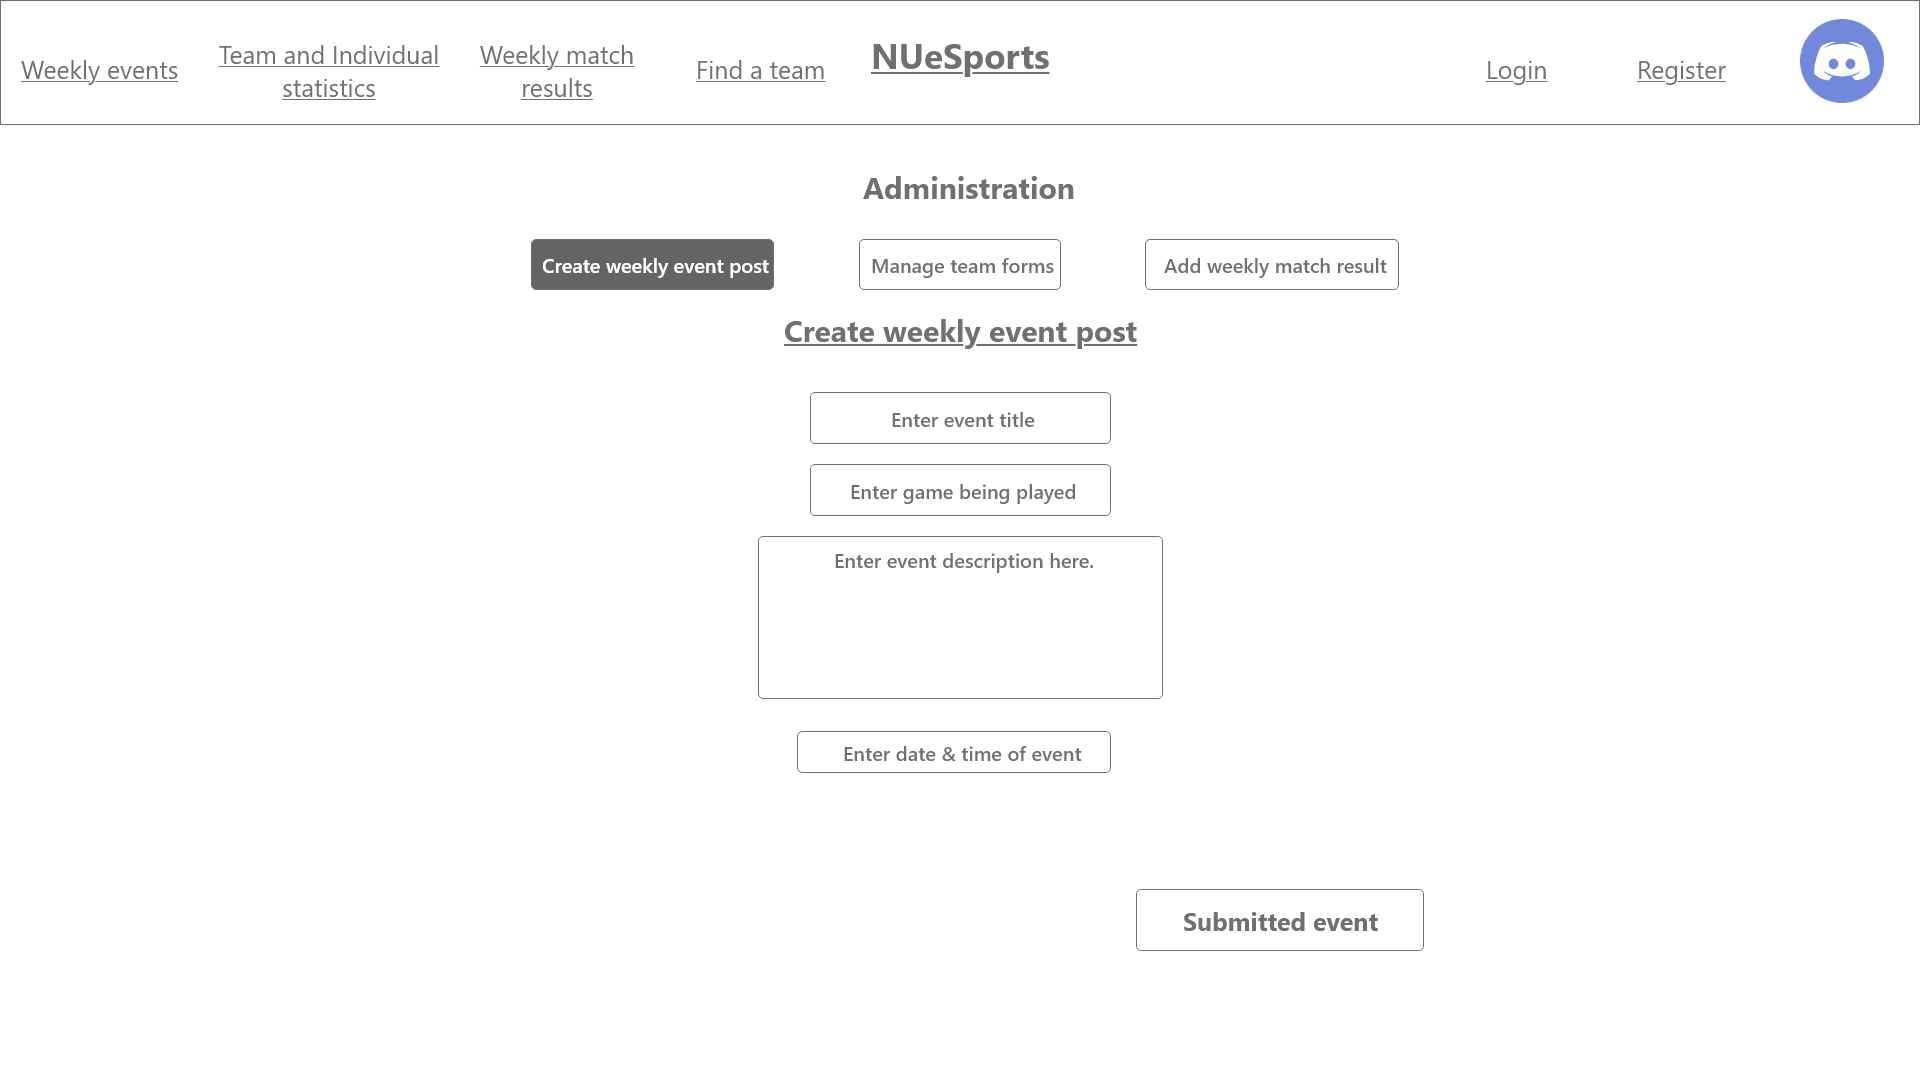 Weekly events
Team and Individual
statistics
Weekly match
results
Find a team
NUeSports
Login
Register
Administration
Create weekly event post
Manage team forms
Add weekly match result
Create weekly event post
Enter event title
Enter game being played
Enter event description here.
Enter date & time of event
Submitted event